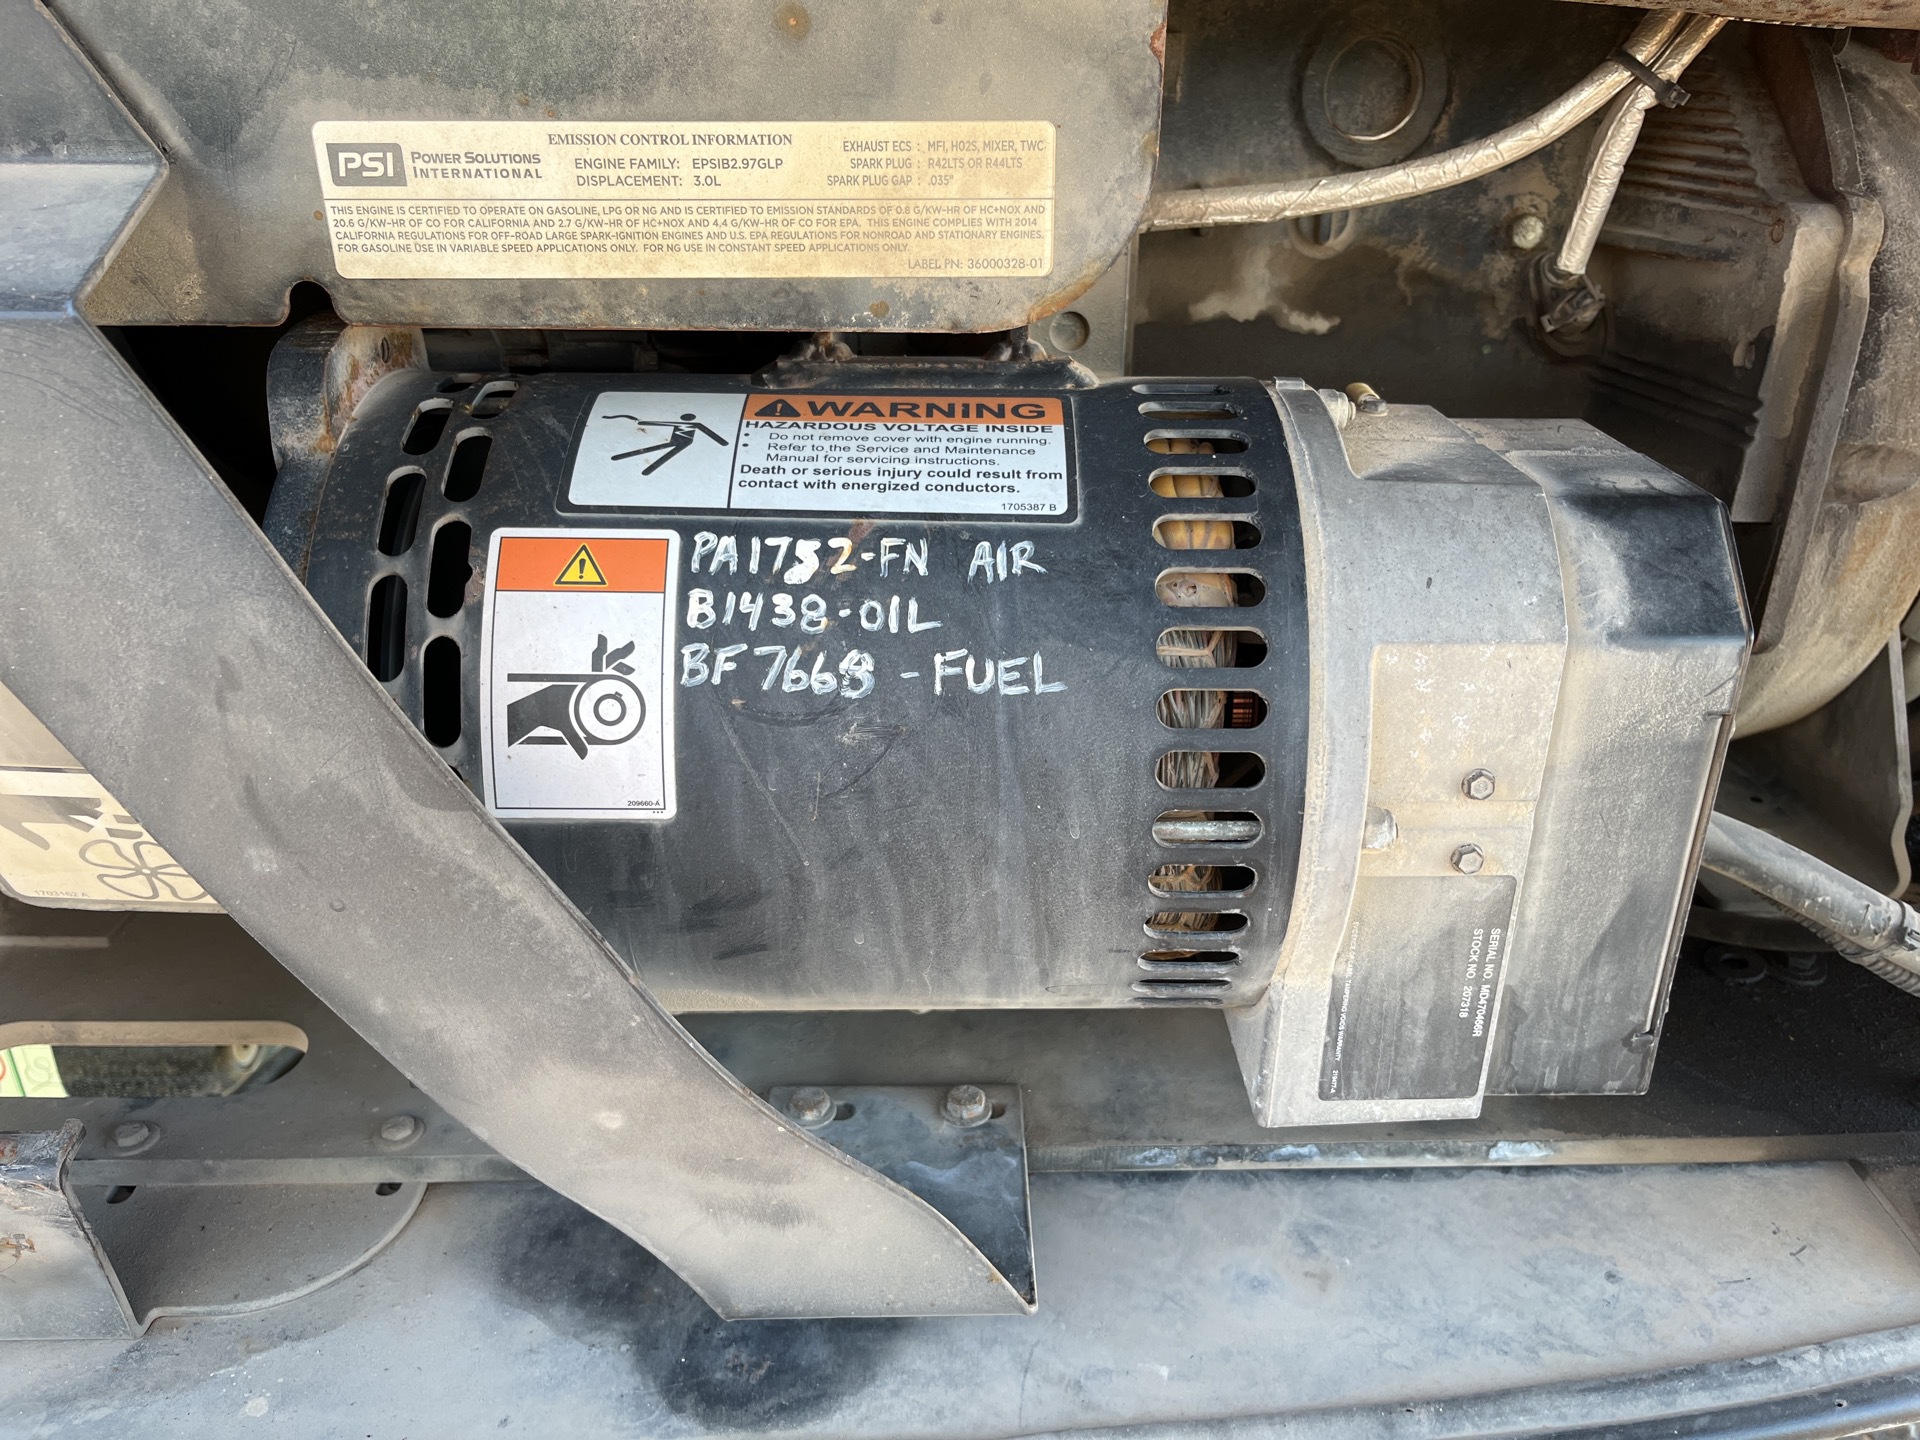 PSI
POWER SOLUTIONS
INTERNATIONAL
EMISSION CONTROL INFORMATION
ENGINE FAMILY: EPSIB2.97GLP
DISPLACEMENT: 3.0L
EXHAUST ECS : MFI, HO2S, MIXER, TWC
SPARK PLUG : R42LTS OR R44LTS
SPARK PLUG GAP : .035"
THIS ENGINE IS CERTIFIED TO OPERATE ON GASOLINE, LPG OR NG AND IS CERTIFIED TO EMISSION STANDARDS OF 0.8 G/KW-HR OF HC+NOX AND
20.6 G/KW-HR OF CO FOR CALIFORNIA AND 2.7 G/KW-HR OF HC+NOX AND 4.4 G/KW-HR OF CO FOR EPA. THIS ENGINE COMPLIES WITH 2014
CALIFORNIA REGULATIONS FOR OFF-ROAD LARGE SPARK-IGNITION ENGINES AND U.S. EPA REGULATIONS FOR NONROAD AND STATIONARY ENGINES.
FOR GASOLINE USE IN VARIABLE SPEED APPLICATIONS ONLY. FOR NG USE IN CONSTANT SPEED APPLICATIONS ONLY.
LABEL PN: 36000328-01
WARNING
HAZARDOUS VOLTAGE INSIDE
• Do not remove cover with engine running.
• Refer to the Service and Maintenance
Manual for servicing instructions.
Death or serious injury could result from
contact with energized conductors.
1705387 B
PA1752-FN AIR
B1438-OIL
BF7668 - FUEL
209660-A
1703162 A
SERIAL NO. MD470466R
STOCK NO. 207318
219477-A